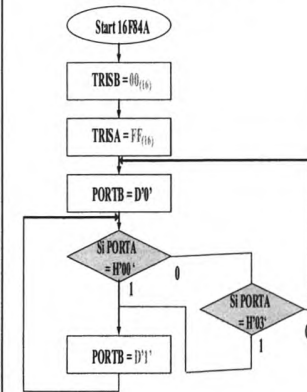 Start 16F84A
TRISB = 00(16)
TRISA = FF(16)
PORTB = D'0'
Si PORTA
= H'00'
0
1
Si PORTA
= H'03'
1
PORTB = D'1'